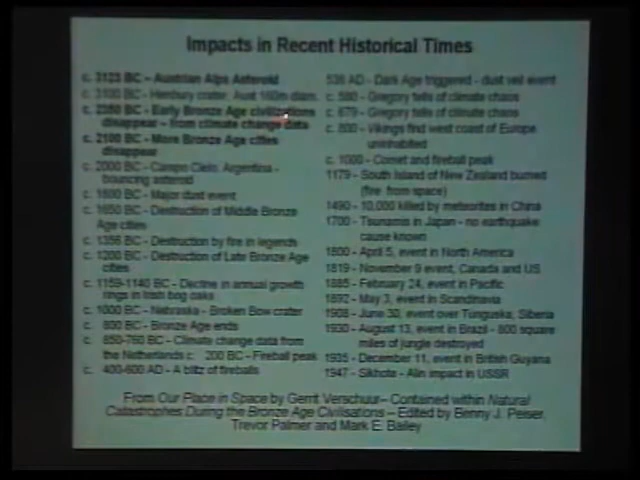 Impacts in Recent Historical Times
c. 3123 BC – Austrian Alps Asteroid
c. 3100 BC - Henbury crater, Aust 160m diam.
c. 2350 BC - Early Bronze Age civilizations
disappear – from climate change data
c. 2100 BC - More Bronze Age cities
disappear
c. 2000 BC - Campo Cielo, Argentina -
bouncing asteroid
c. 1800 BC - Major dust event
c. 1650 BC - Destruction of Middle Bronze
Age cities
c. 1356 BC - Destruction by fire in legends
c. 1200 BC - Destruction of Late Bronze Age
cities
c. 1159-1140 BC - Decline in annual growth
rings in Irish bog oaks
c. 1000 BC - Nebraska - Broken Bow crater
c. 800 BC - Bronze Age ends
c. 850-760 BC - Climate change data from
the Netherlands c. 200 BC - Fireball peak
c. 400-600 AD - A blitz of fireballs
536 AD - Dark Age triggered - dust veil event
c. 580 - Gregory tells of climate chaos
c. 679 - Gregory tells of climate chaos
c. 800 - Vikings find west coast of Europe
uninhabited
c. 1000 - Comet and fireball peak
1179 - South Island of New Zealand burned
(fire from space)
1490 - 10,000 killed by meteorites in China
1700 - Tsunamis in Japan - no earthquake
cause known
1800 - April 5, event in North America
1819 - November 9 event, Canada and US
1885 - February 24, event in Pacific
1892 - May 3, event in Scandinavia
1908 - June 30, event over Tunguska, Siberia
1930 - August 13, event in Brazil - 800 square
miles of jungle destroyed
1935 - December 11, event in British Guyana
1947 - Sikhote - Alin impact in USSR
From Our Place in Space by Gerrit Verschuur– Contained within Natural
Catastrophes During the Bronze Age Civilisations – Edited by Benny J. Peiser,
Trevor Palmer and Mark E. Bailey